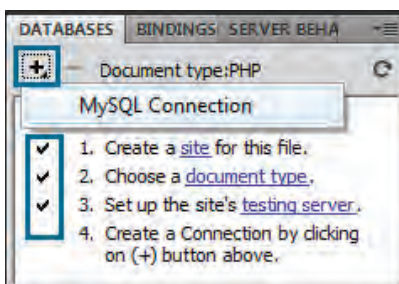 DATABASES BINDINGS SERVER BEHA
Document type:PHP
MySQL Connection
1. Create a site for this file.
2. Choose a document type.
3. Set up the site's testing server.
4. Create a Connection by clicking
on (+) button above.